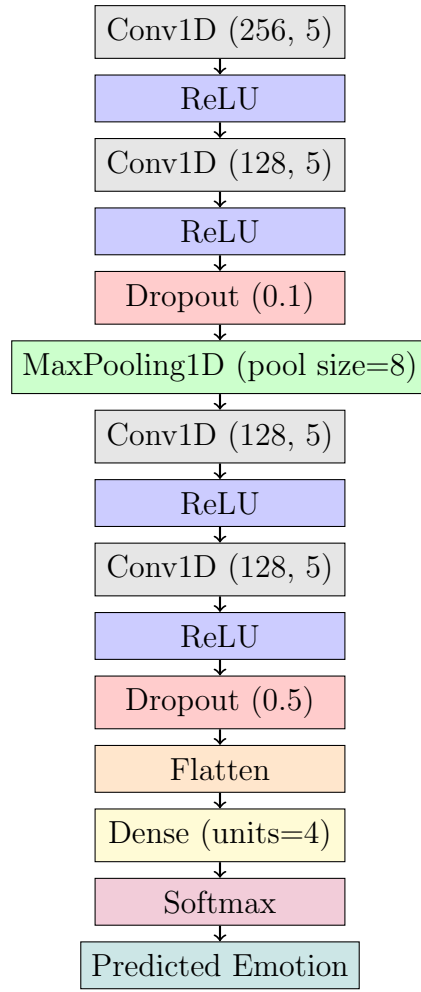 Conv1D (256, 5)
ReLU
Conv1D (128, 5)
ReLU
Dropout (0.1)
MaxPooling1D (pool size=8)
Conv1D (128, 5)
ReLU
Conv1D (128, 5)
ReLU
Dropout (0.5)
Flatten
Dense (units=4)
Softmax
Predicted Emotion